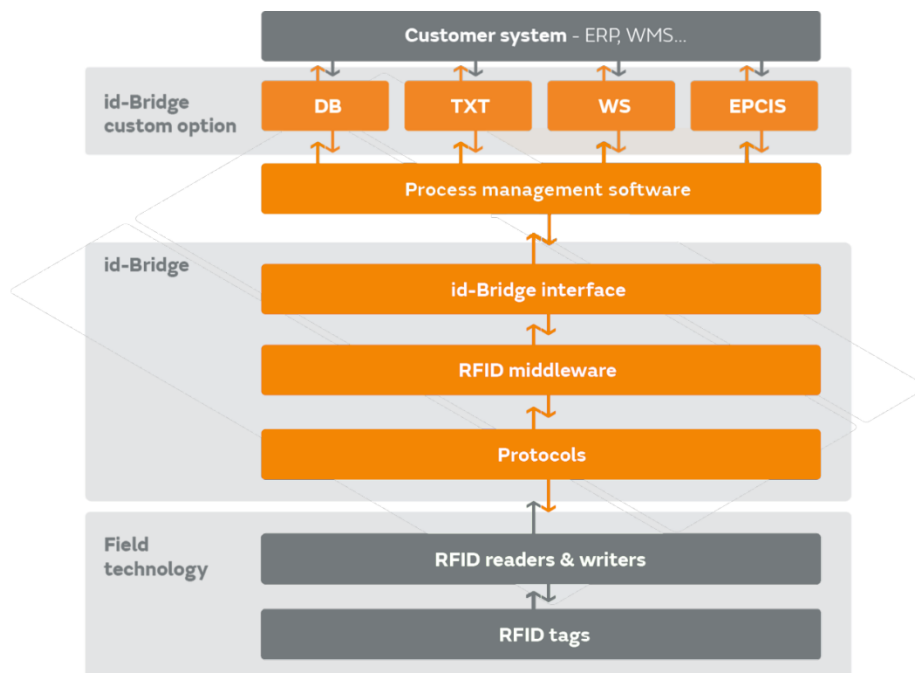 Customer system - ERP, WMS...
id-Bridge
custom option
DB
TXT
WS
EPCIS
Process management software
id-Bridge
id-Bridge interface
RFID middleware
Protocols
Field
technology
RFID readers & writers
RFID tags